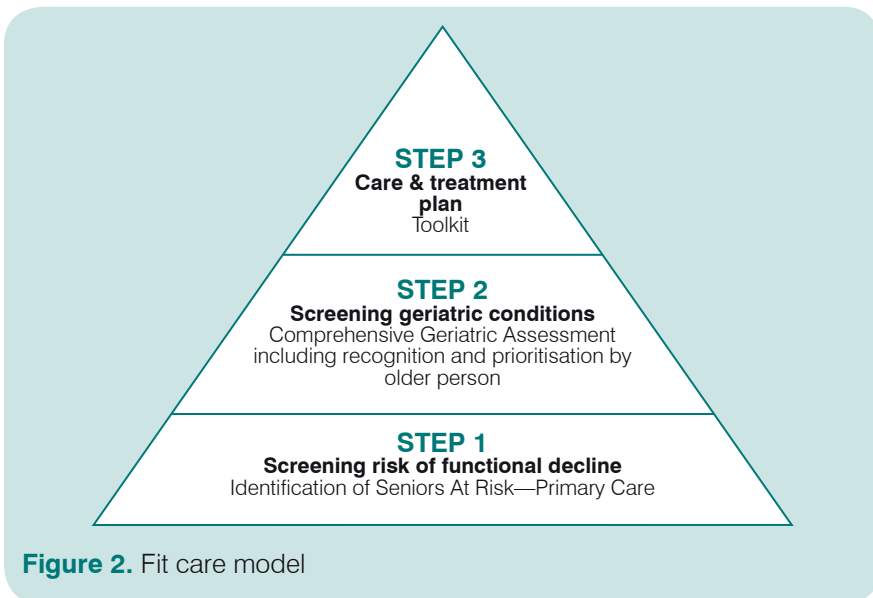 STEP 3
Care & treatment
plan
Toolkit
STEP 2
Screening geriatric conditions
Comprehensive Geriatric Assessment
including recognition and prioritisation by
older person
STEP 1
Screening risk of functional decline
Identification of Seniors At Risk—Primary Care
Figure 2. Fit care model